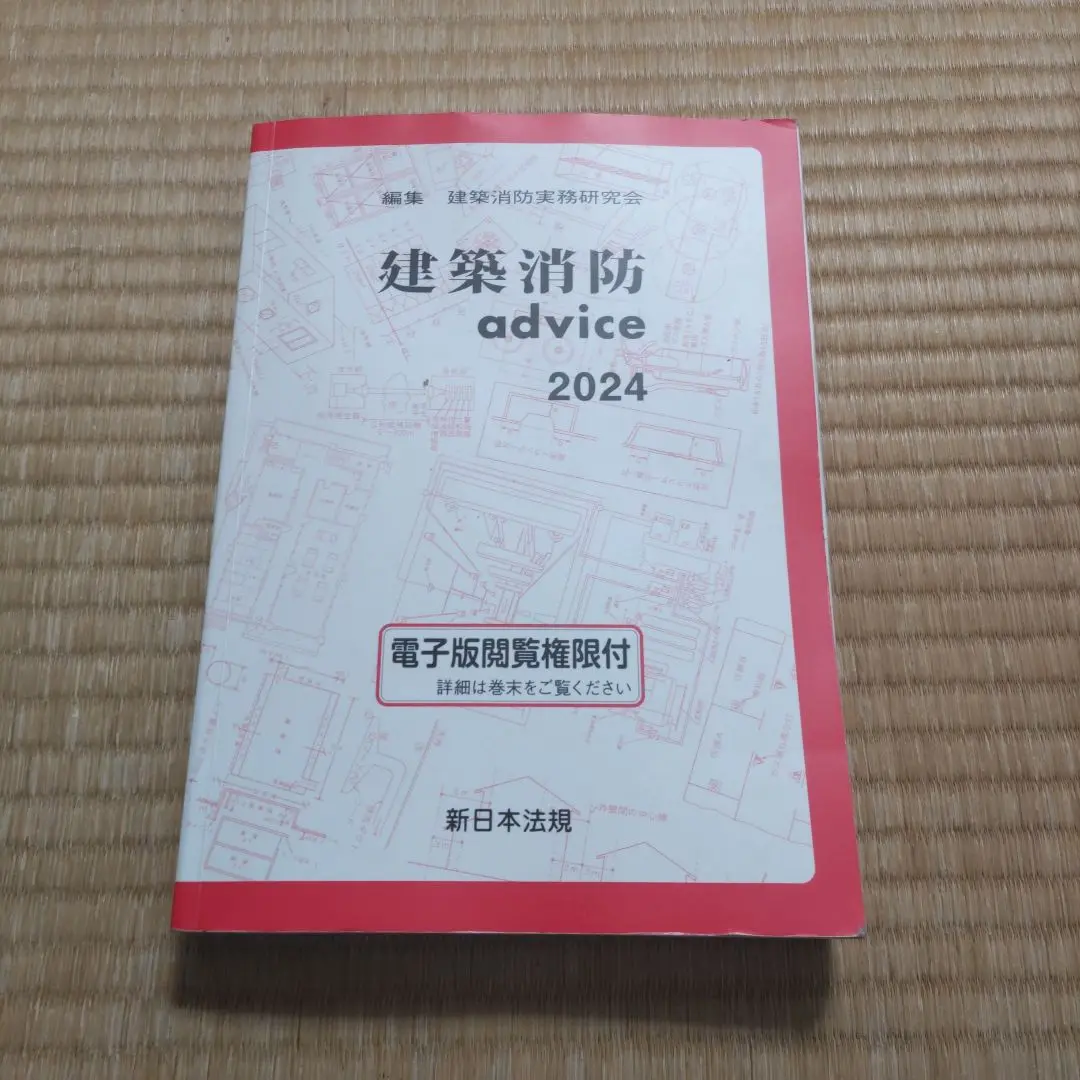 編集 建築消防実務研究会
建築消防
advice
2024
電子版閲覧権限付
詳細は巻末をご覧ください
新日本法規